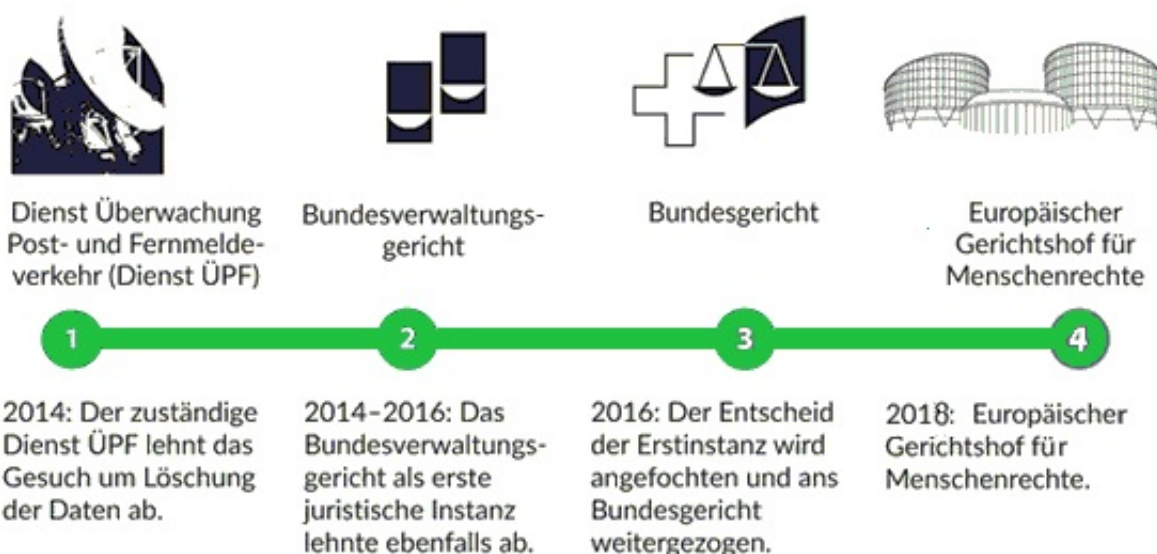 Dienst Überwachung
Post- und Fernmelde-
verkehr (Dienst ÜPF)
Bundesverwaltungs-
gericht
Bundesgericht
Europäischer
Gerichtshof für
Menschenrechte
1
2
3
4
2014: Der zuständige
Dienst ÜPF lehnt das
Gesuch um Löschung
der Daten ab.
2014–2016: Das
Bundesverwaltungs-
gericht als erste
juristische Instanz
lehnte ebenfalls ab.
2016: Der Entscheid
der Erstinstanz wird
angefochten und ans
Bundesgericht
weitergezogen.
2018: Europäischer
Gerichtshof für
Menschenrechte.